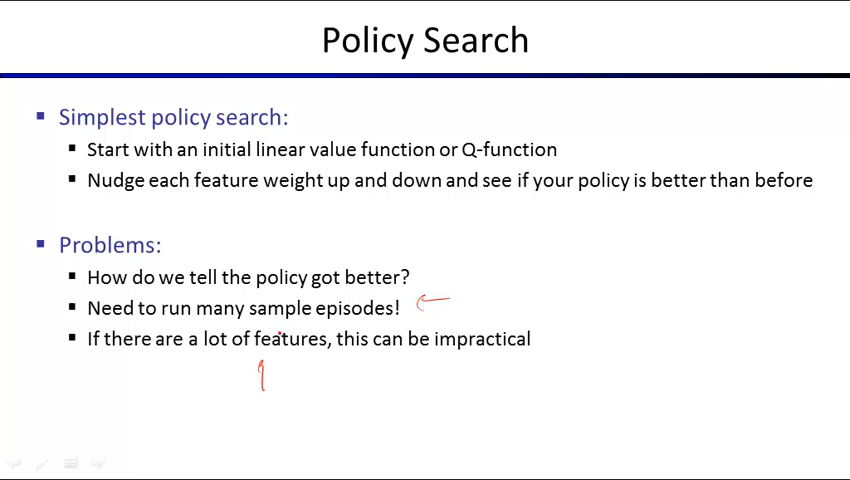 Policy Search
Simplest policy search:
Start with an initial linear value function or Q-function
Nudge each feature weight up and down and see if your policy is better than before
Problems:
How do we tell the policy got better?
Need to run many sample episodes!
If there are a lot of features, this can be impractical